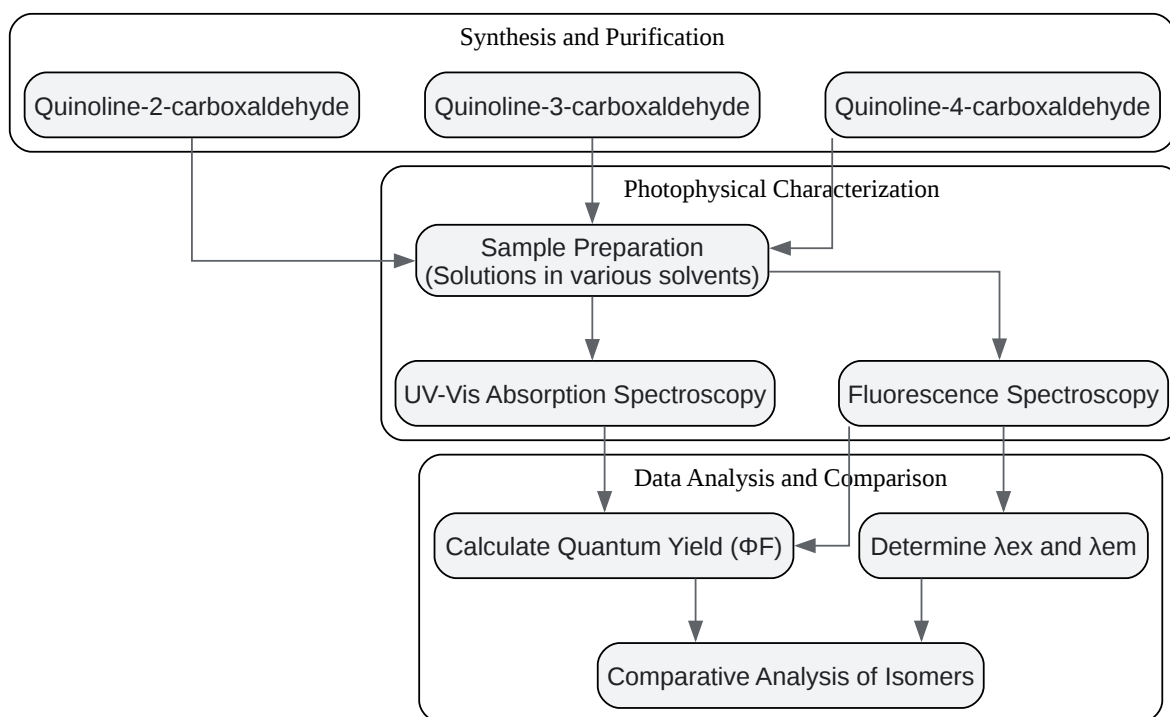 Synthesis and Purification
Quinoline-2-carboxaldehyde
Quinoline-3-carboxaldehyde
Quinoline-4-carboxaldehyde
Photophysical Characterization
Sample Preparation
(Solutions in various solvents)
UV-Vis Absorption Spectroscopy
Fluorescence Spectroscopy
Data Analysis and Comparison
Calculate Quantum Yield (ΦF)
Determine λex and λem
Comparative Analysis of Isomers